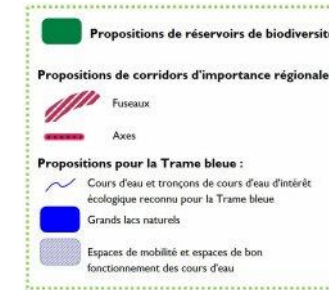 Propositions de réservoirs de biodiversité
Propositions de corridors d'importance régionale
Fuseaux
Axes
Propositions pour la Trame bleue :
Cours d'eau et tronçons de cours d'eau d'intérêt
écologique reconnu pour la Trame bleue
Grands lacs naturels
Espaces de mobilité et espaces de bon
fonctionnement des cours d'eau